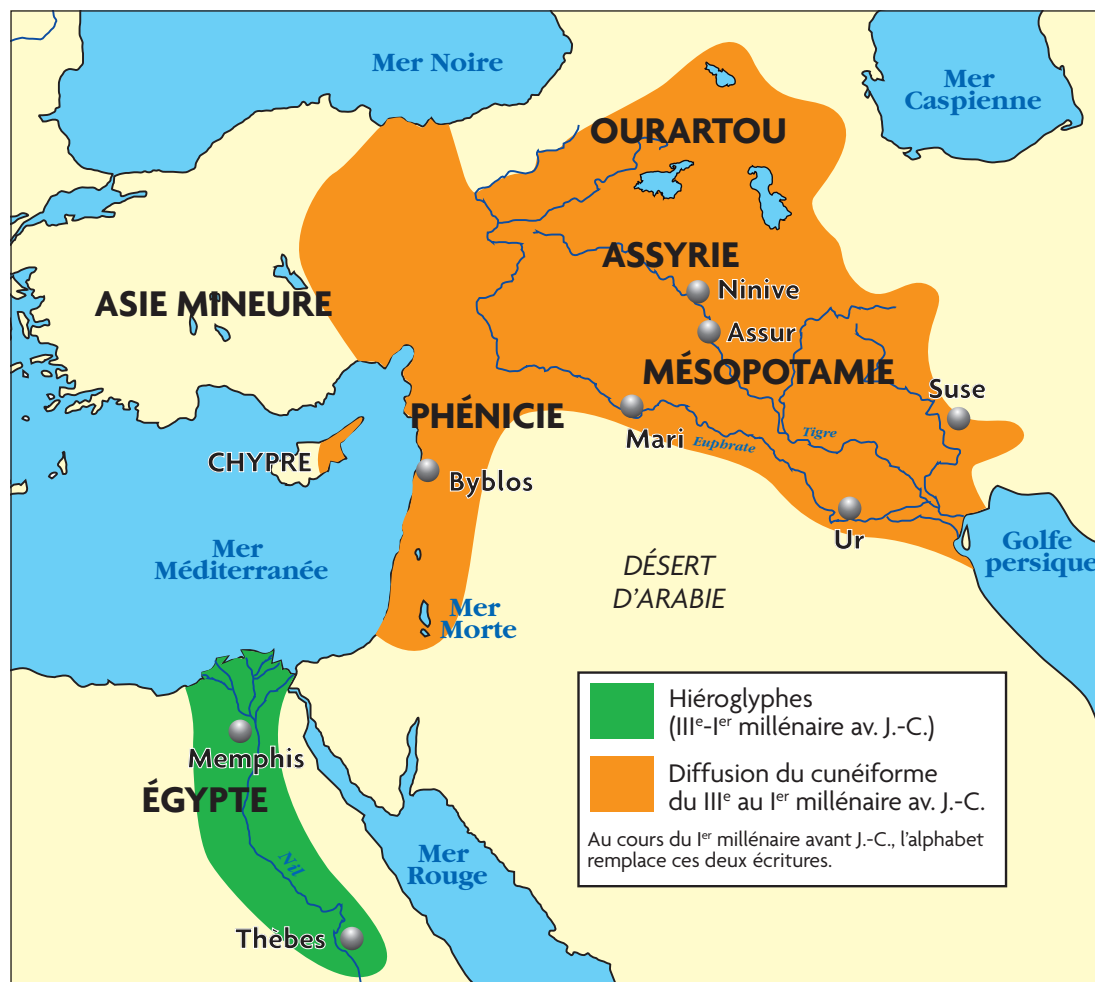 Mer Noire
Mer
Caspienne
OURARTOU
ASSYRIE
Ninive
ASIE MINEURE
Assur
MÉSOPOTAMIE
Suse
PHÉNICIE
Mari
Euphrate
Tigre
CHYPRE
Byblos
Ur
Mer
Méditerranée
Golfe
persique
DÉSERT
D'ARABIE
Mer
Morte
Memphis
ÉGYPTE
Nil
Mer
Rouge
Thèbes
Hiéroglyphes
(IIIe-Ier millénaire av. J.-C.)
Diffusion du cunéiforme
du IIIe au Ier millénaire av. J.-C.
Au cours du Ier millénaire avant J.-C., l'alphabet
remplace ces deux écritures.